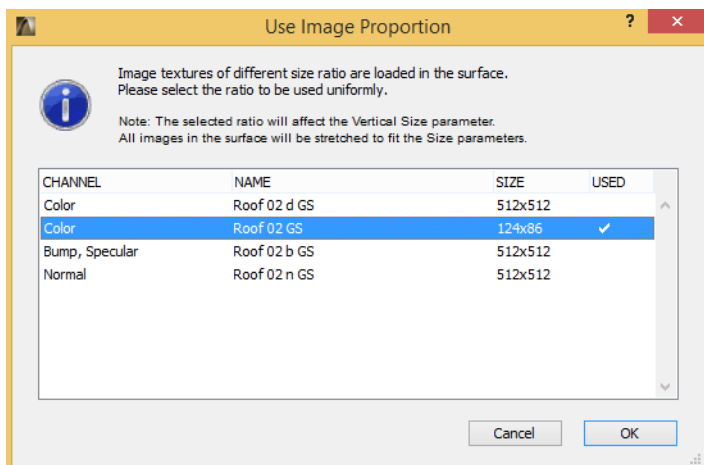 Use Image Proportion ? ×
Image textures of different size ratio are loaded in the surface.
Please select the ratio to be used uniformly.
Note: The selected ratio will affect the Vertical Size parameter.
All images in the surface will be stretched to fit the Size parameters.
CHANNEL NAME SIZE USED
Color Roof 02 d GS 512x512
Color Roof 02 GS 124x86 ✓
Bump, Specular Roof 02 b GS 512x512
Normal Roof 02 n GS 512x512
Cancel OK